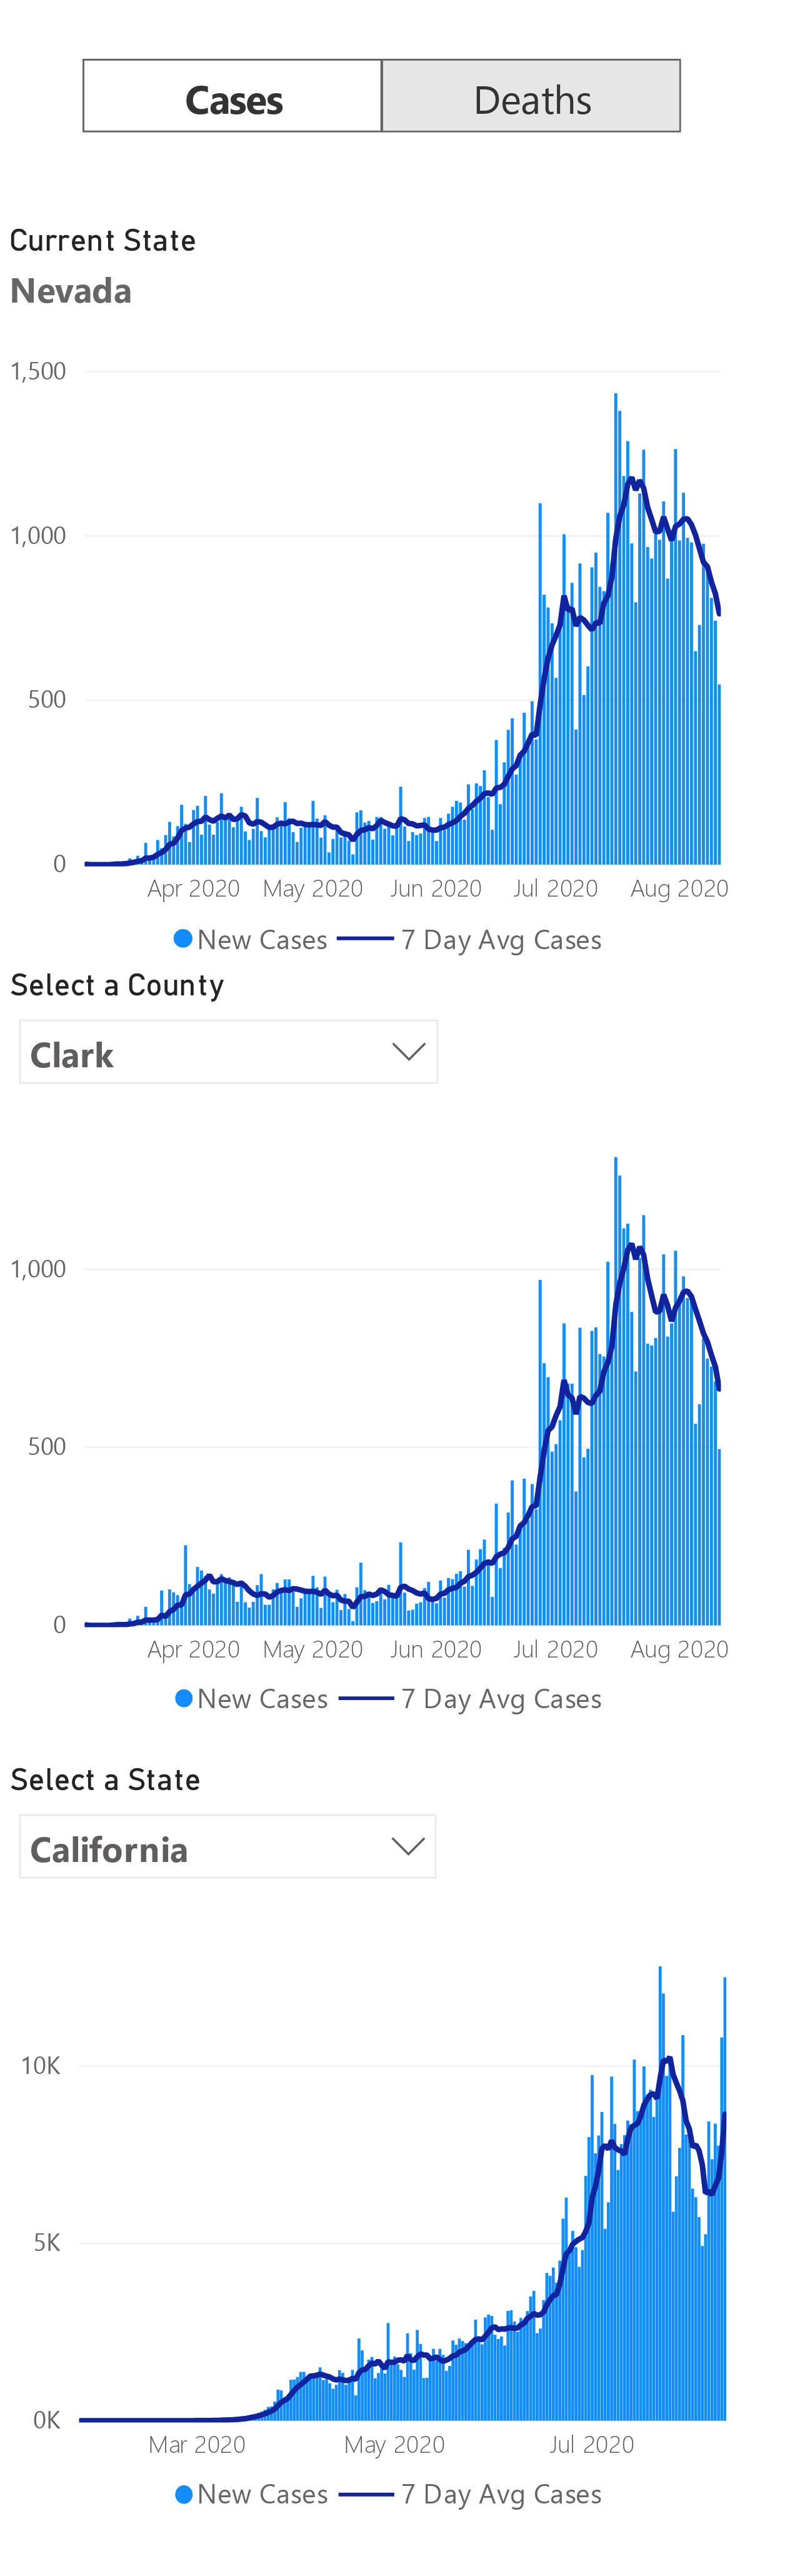 Cases Deaths
Current State
Nevada
1,500
1,000
500
0
Apr 2020 May 2020 Jun 2020 Jul 2020 Aug 2020
New Cases 7 Day Avg Cases
Select a County
Clark
1,000
500
0
Apr 2020 May 2020 Jun 2020 Jul 2020 Aug 2020
New Cases 7 Day Avg Cases
Select a State
California
10K
5K
0K
Mar 2020 May 2020 Jul 2020
New Cases 7 Day Avg Cases